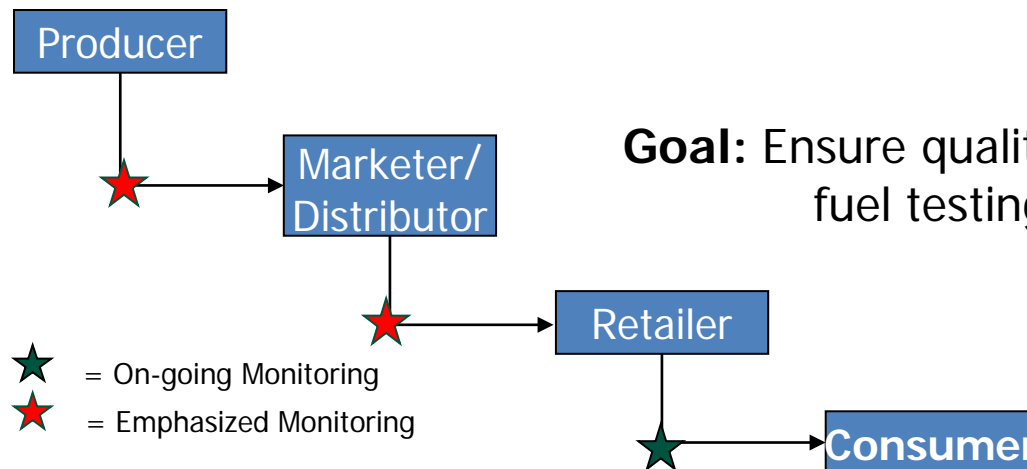 Producer
Marketer/
Distributor
Goal: Ensure qualit
fuel testing
Retailer
= On-going Monitoring
= Emphasized Monitoring
Consumer